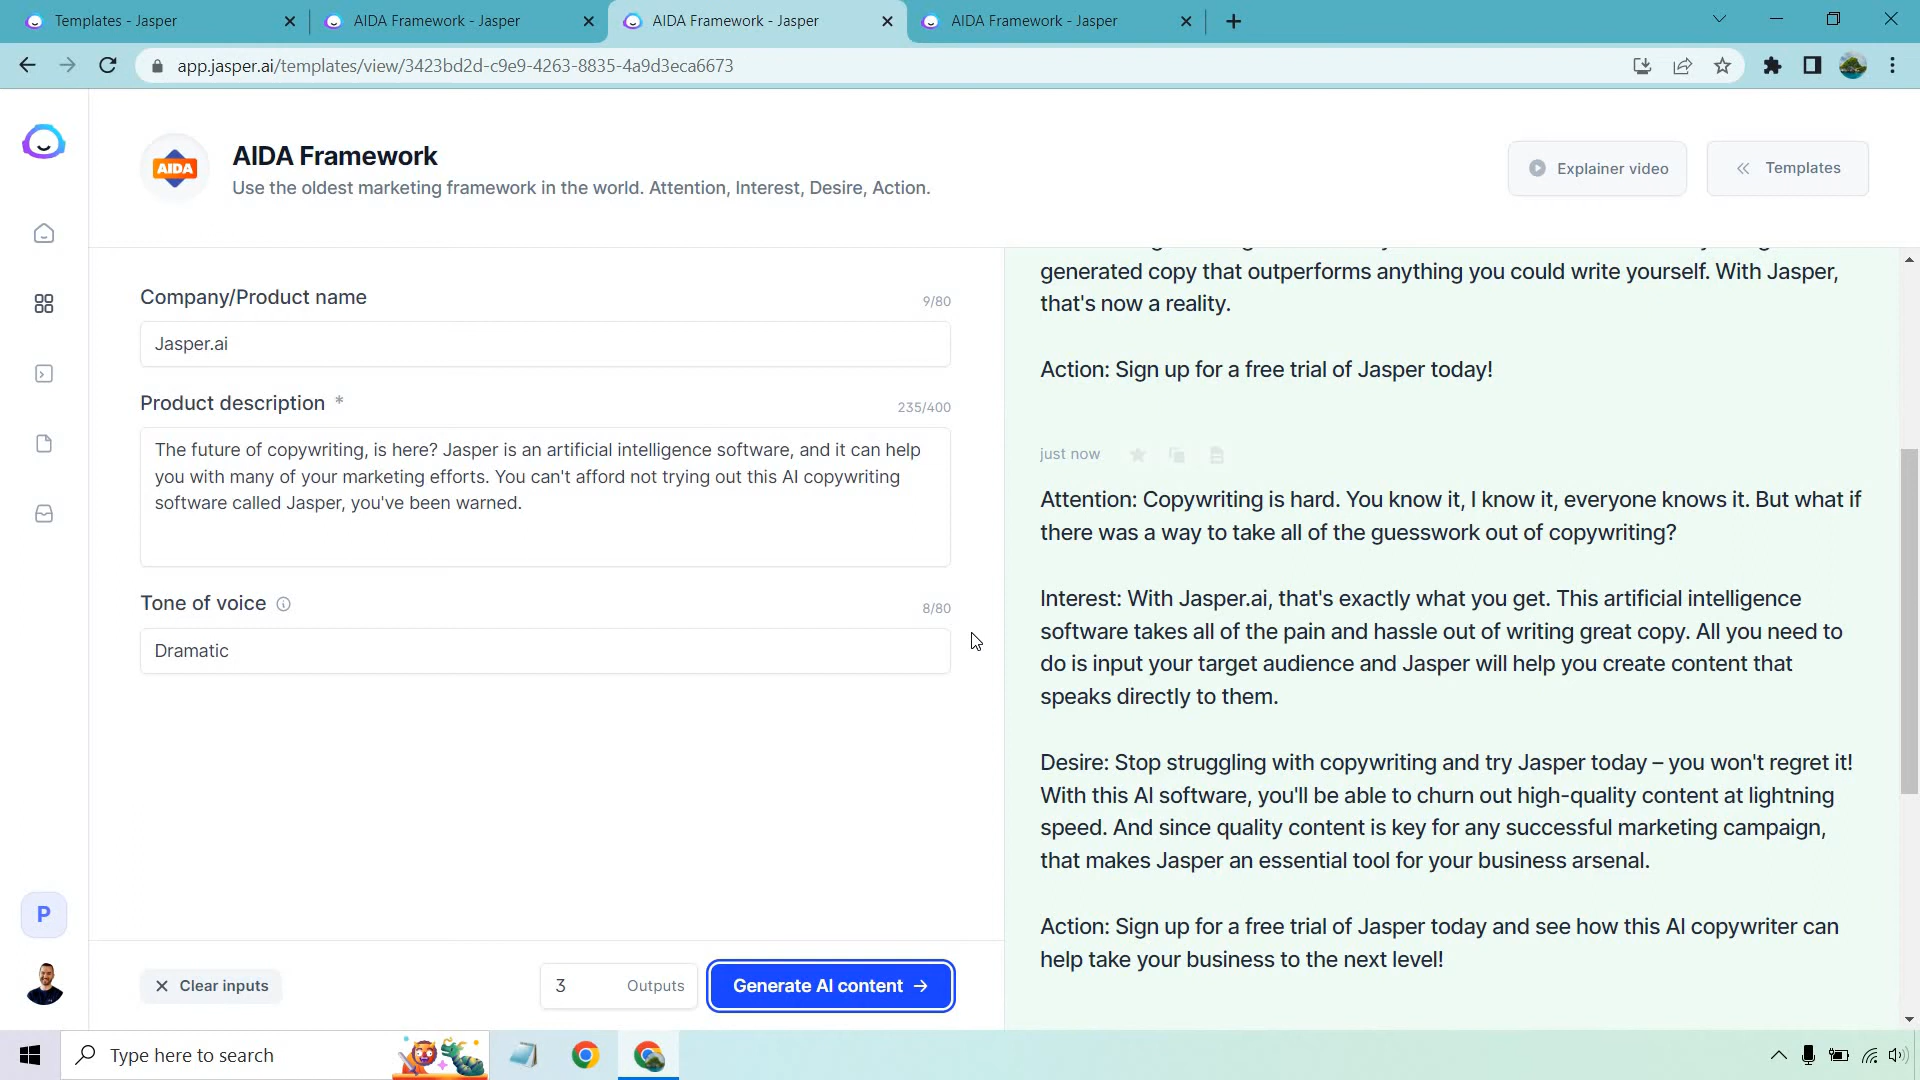 Templates - Jasper
AIDA Framework - Jasper
AIDA Framework - Jasper
AIDA Framework - Jasper
app.jasper.ai/templates/view/3423bd2d-c9e9-4263-8835-4a9d3eca6673
AIDA
AIDA Framework
Use the oldest marketing framework in the world. Attention, Interest, Desire, Action.
Explainer video
Templates
Company/Product name
9/80
Jasper.ai
Product description *
235/400
The future of copywriting, is here? Jasper is an artificial intelligence software, and it can help
you with many of your marketing efforts. You can't afford not trying out this AI copywriting
software called Jasper, you've been warned.
Tone of voice
8/80
Dramatic
Clear inputs
3 Outputs
Generate AI content →
P
generated copy that outperforms anything you could write yourself. With Jasper,
that's now a reality.
Action: Sign up for a free trial of Jasper today!
just now
Attention: Copywriting is hard. You know it, I know it, everyone knows it. But what if
there was a way to take all of the guesswork out of copywriting?
Interest: With Jasper.ai, that's exactly what you get. This artificial intelligence
software takes all of the pain and hassle out of writing great copy. All you need to
do is input your target audience and Jasper will help you create content that
speaks directly to them.
Desire: Stop struggling with copywriting and try Jasper today – you won't regret it!
With this AI software, you'll be able to churn out high-quality content at lightning
speed. And since quality content is key for any successful marketing campaign,
that makes Jasper an essential tool for your business arsenal.
Action: Sign up for a free trial of Jasper today and see how this AI copywriter can
help take your business to the next level!
Type here to search